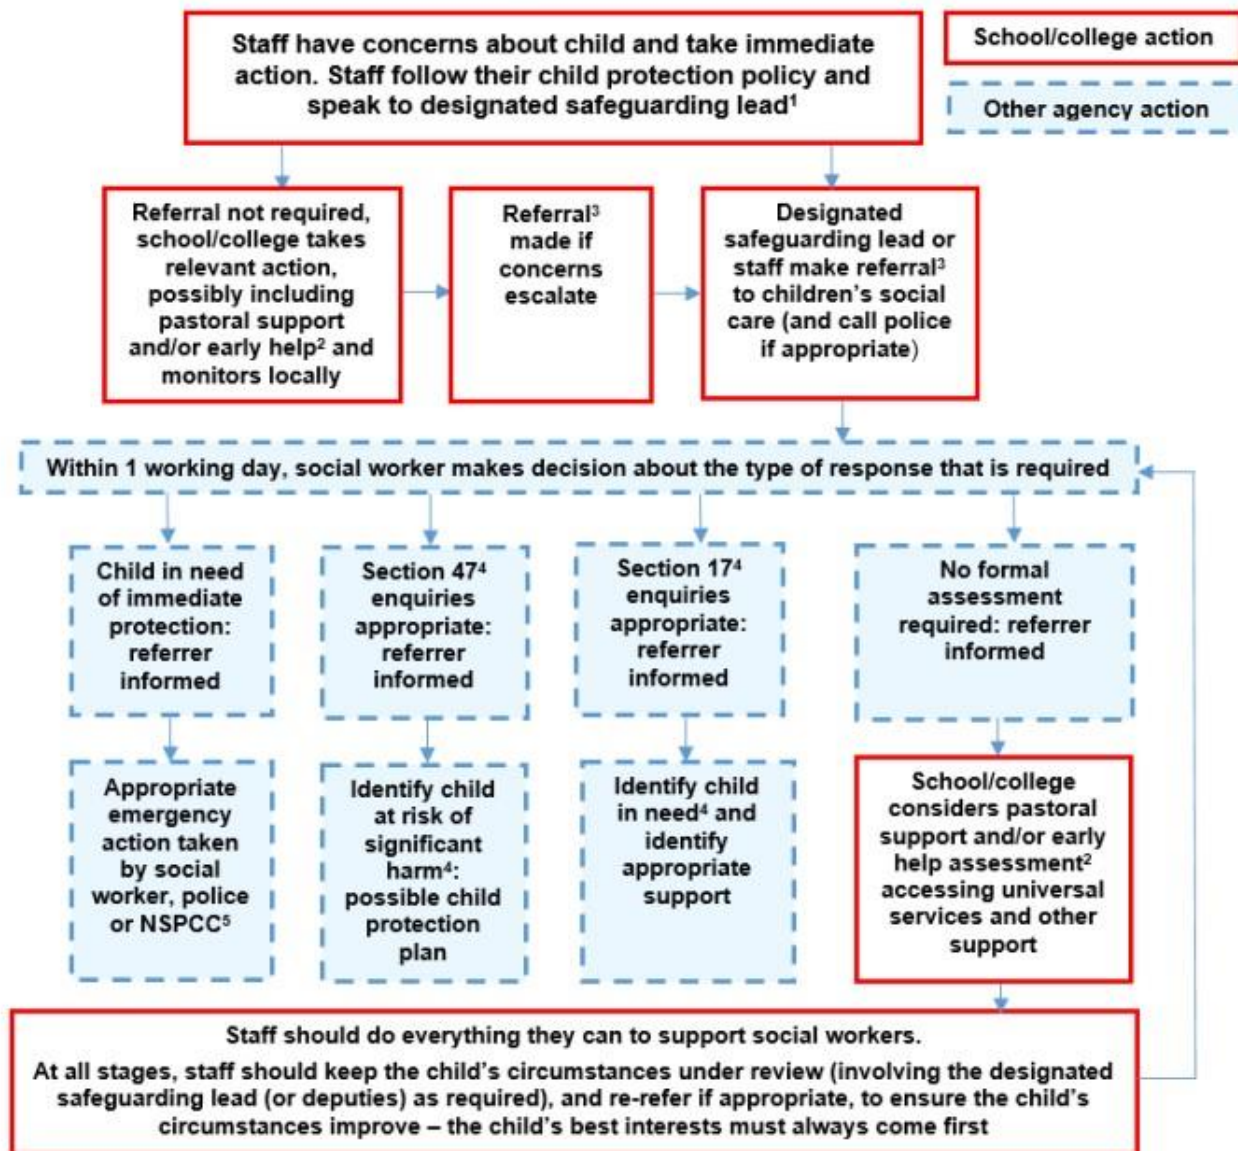 Staff have concerns about child and take immediate
action. Staff follow their child protection policy and
speak to designated safeguarding lead¹
School/college action
Other agency action
Referral not required,
school/college takes
relevant action,
possibly including
pastoral support
and/or early help² and
monitors locally
Referral³
made if
concerns
escalate
Designated
safeguarding lead or
staff make referral³
to children’s social
care (and call police
if appropriate)
Within 1 working day, social worker makes decision about the type of response that is required
Child in need
of immediate
protection:
referrer
informed
Section 47⁴
enquiries
appropriate:
referrer
informed
Section 17⁴
enquiries
appropriate:
referrer
informed
No formal
assessment
required: referrer
informed
Appropriate
emergency
action taken
by social
worker, police
or NSPCC⁵
Identify child
at risk of
significant
harm⁴:
possible child
protection
plan
Identify child
in need⁴ and
identify
appropriate
support
School/college
considers pastoral
support and/or early
help assessment²
accessing universal
services and other
support
Staff should do everything they can to support social workers.
At all stages, staff should keep the child’s circumstances under review (involving the designated
safeguarding lead (or deputies) as required), and re-refer if appropriate, to ensure the child’s
circumstances improve – the child’s best interests must always come first